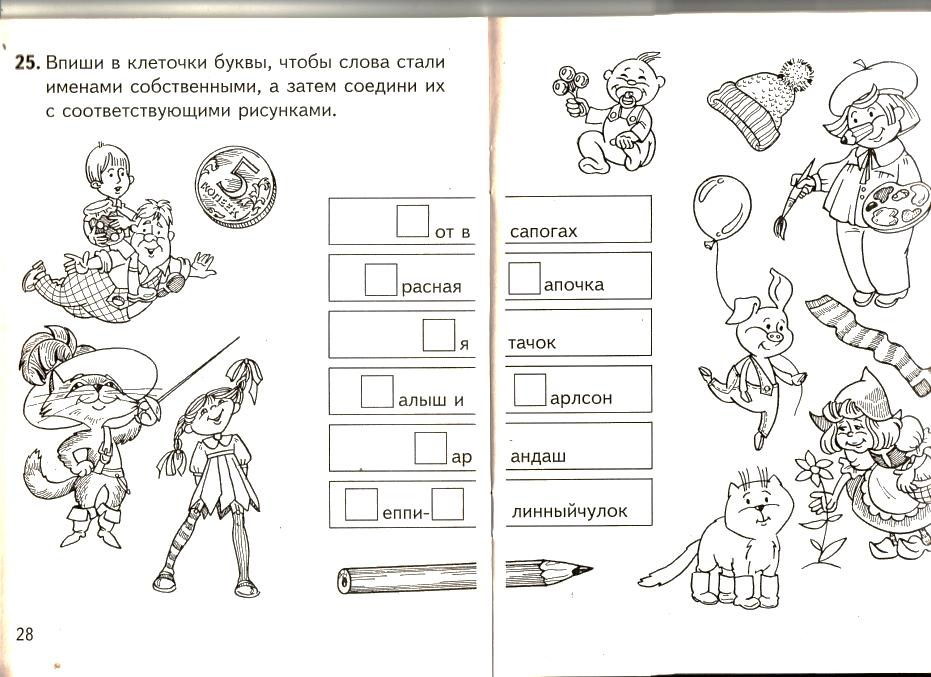 25. Впиши в клеточки буквы, чтобы слова стали
именами собственными, а затем соедини их
с соответствующими рисунками.
5
КОПЕЕК
от в сапогах
расная апочка
я тачок
алыш и арлсон
ар андаш
еппи- линныйчулок
28